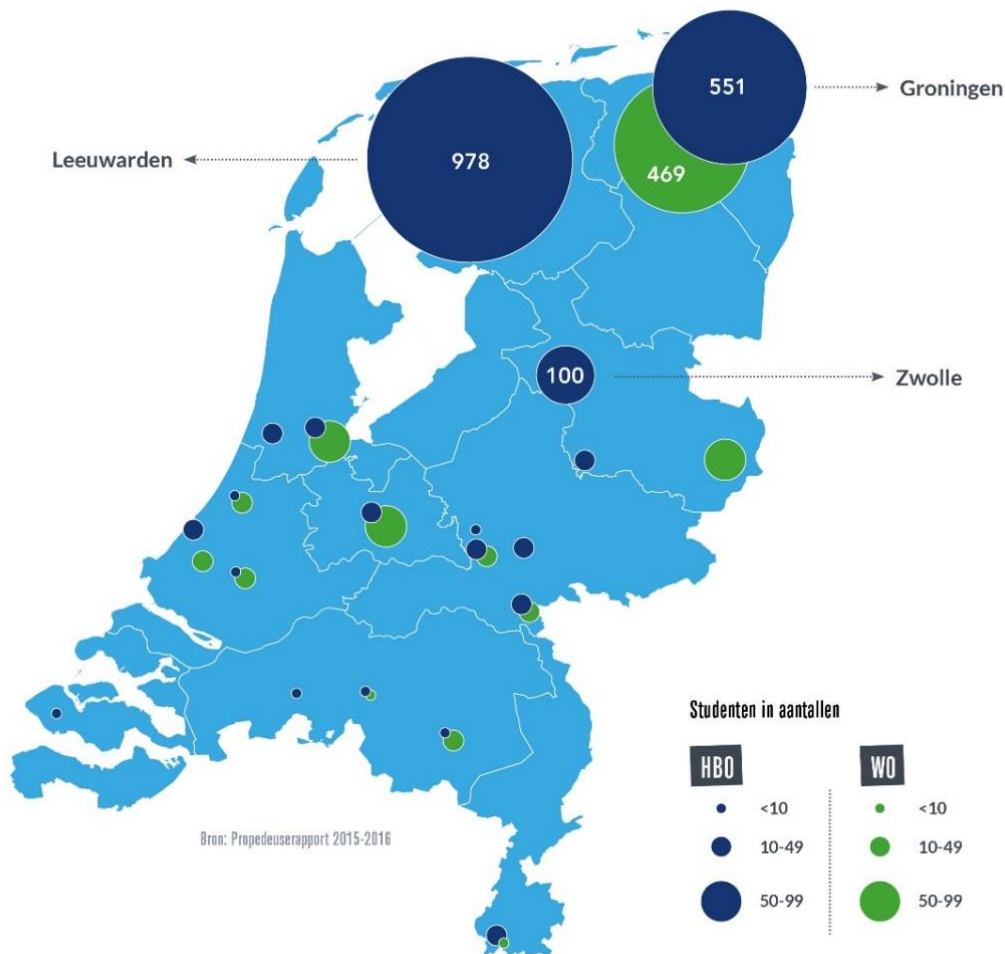 551
Groningen
Leeuwarden
978
469
100
Zwolle
Studenten in aantallen
HBO
WO
<10
<10
10-49
10-49
50-99
50-99
Bron: Propedeuserapport 2015-2016